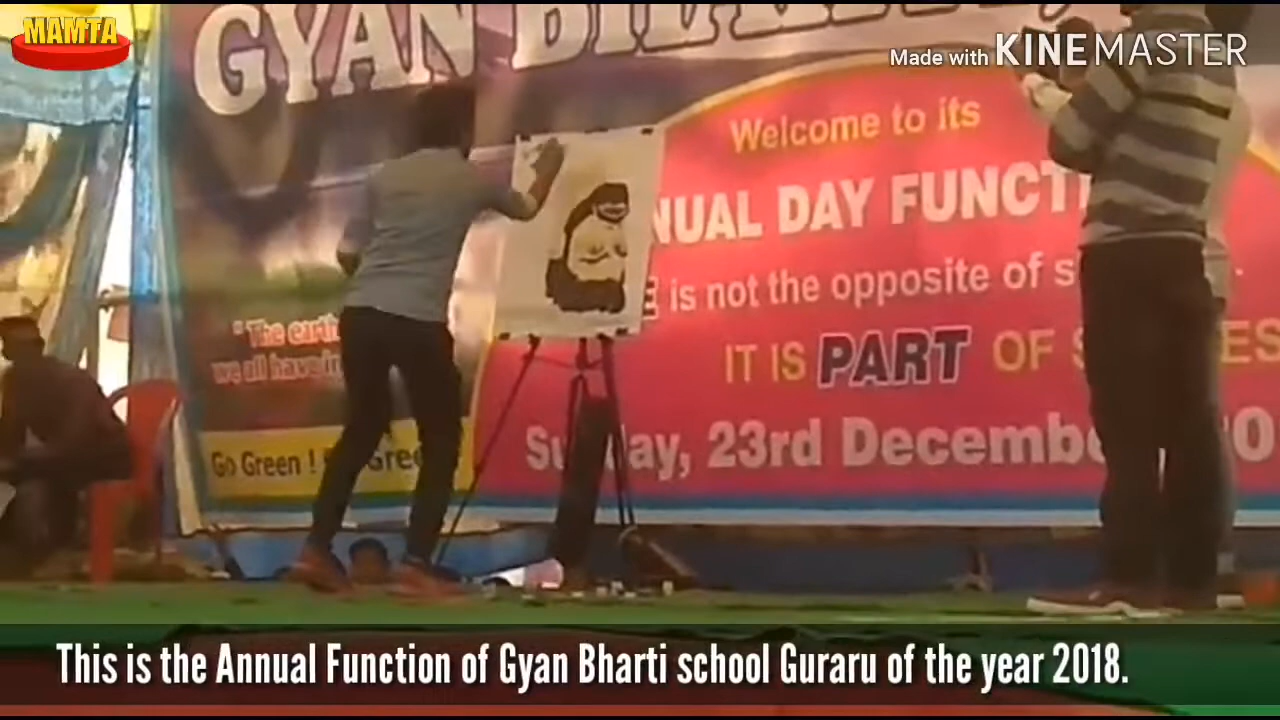 MAMTA
Made with KINEMASTER
GYAN
Welcome to its
NUAL DAY FUNCT
is not the opposite of s
" The earth
we all have in
IT IS PART OF
Go Green !
23rd Decembe
This is the Annual Function of Gyan Bharti school Guraru of the year 2018.